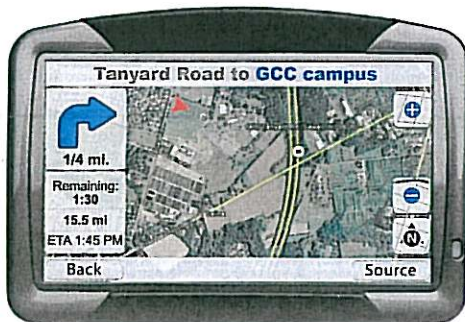 Tanyard Road to GCC campus
1/4 mi.
Remaining:
1:30
15.5 mi
ETA 1:45 PM
N
Back
Source